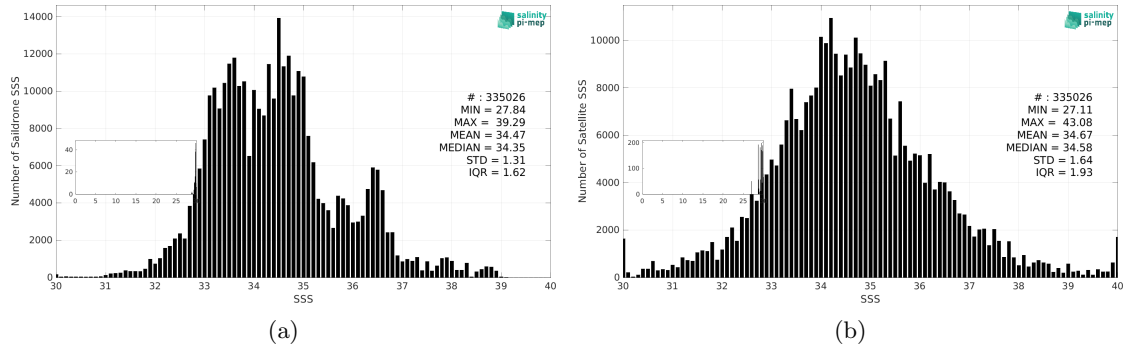 14000
12000
10000
8000
6000
4000
2000
0
Number of Saildrone SSS
salinity
pi-mep
# : 335026
MIN = 27.84
MAX = 39.29
MEAN = 34.47
MEDIAN = 34.35
STD = 1.31
IQR = 1.62
40
20
0
0 5 10 15 20 25
30 31 32 33 34 35 36 37 38 39 40
SSS
(a)
10000
8000
6000
4000
2000
0
Number of Satellite SSS
salinity
pi-mep
# : 335026
MIN = 27.11
MAX = 43.08
MEAN = 34.67
MEDIAN = 34.58
STD = 1.64
IQR = 1.93
200
100
0
0 5 10 15 20 25
30 31 32 33 34 35 36 37 38 39 40
SSS
(b)